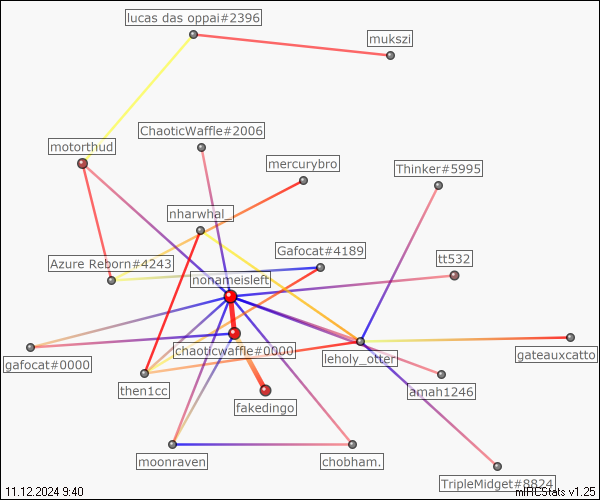 lucas das oppai#2396
mukszi
ChaoticWaffle#2006
motorthud
mercurybro
Thinker#5995
nharwhal_
Gafocat#4189
tt532
Azure Reborn#4243
nonameisleft
chaoticwaffle#0000
leholy_otter
gateauxcatto
gafocat#0000
then1cc
amah1246
fakedingo
moonraven
chobham.
TripleMidget#8824
11.12.2024 9:40
mIRCStats v1.25